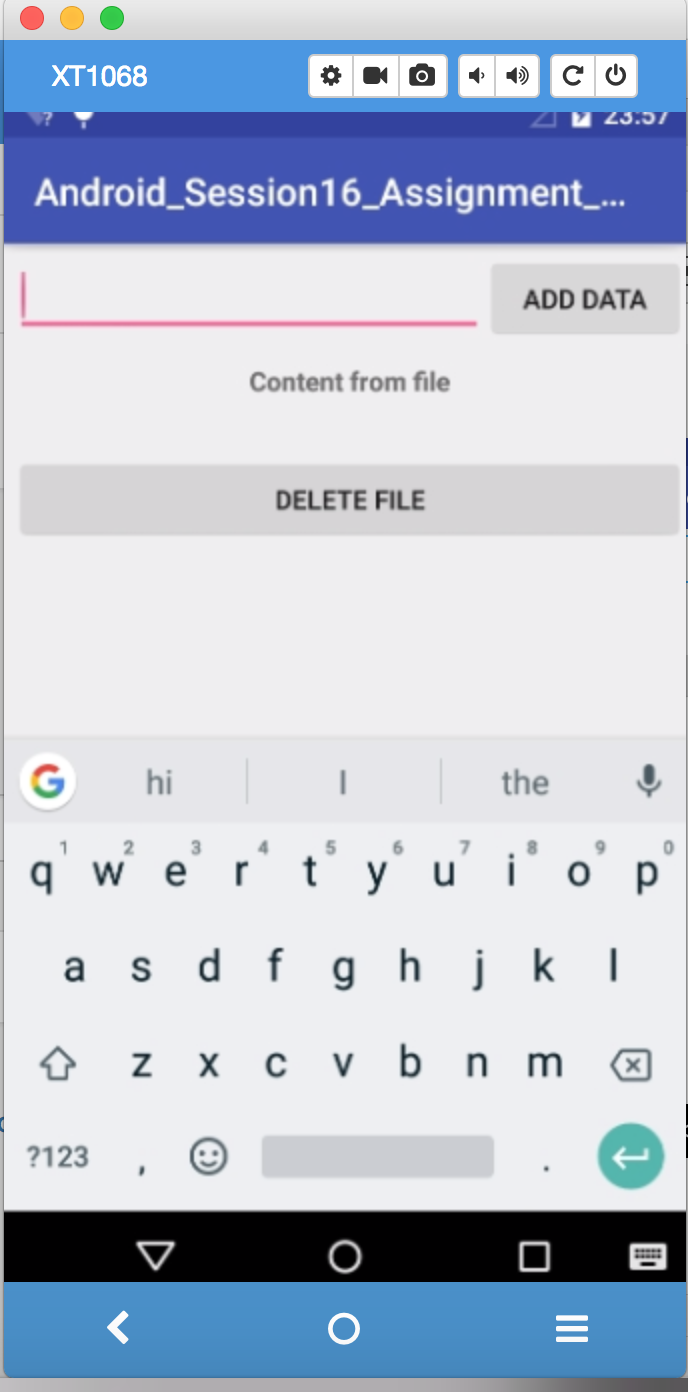 XT1068
? 23:57
Android_Session16_Assignment_...
ADD DATA
Content from file
DELETE FILE
G hi I the
1 2 3 4 5 6 7 8 9 0
q w e r t y u i o p
a s d f g h j k l
z x c v b n m
?123 , .